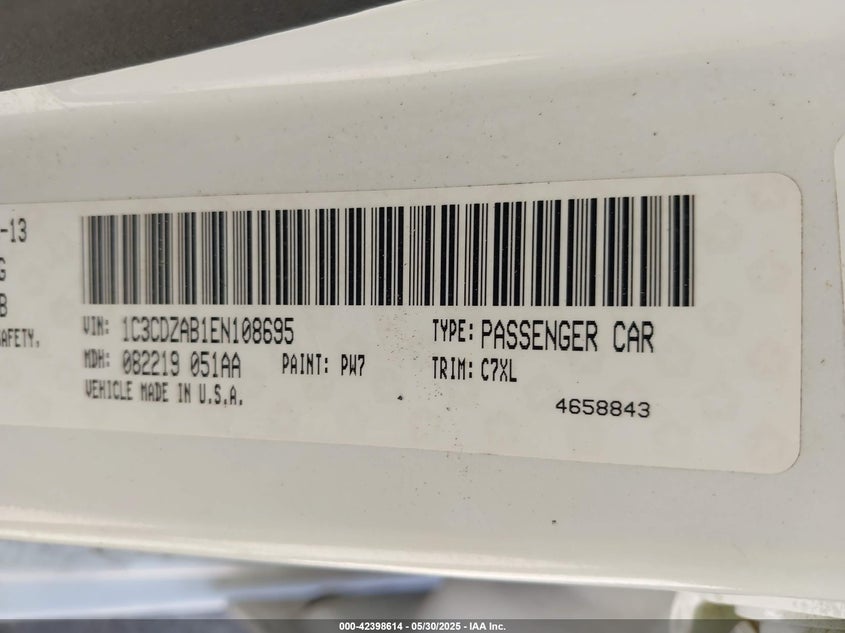 -13
G
B
SAFETY,
VIN: 1C3CDZAB1EN108695 TYPE: PASSENGER CAR
MDH: 082219 051AA PAINT: PW7 TRIM: C7XL
VEHICLE MADE IN U.S.A.
4658843
000-42398614 - 05/30/2025 - IAA Inc.